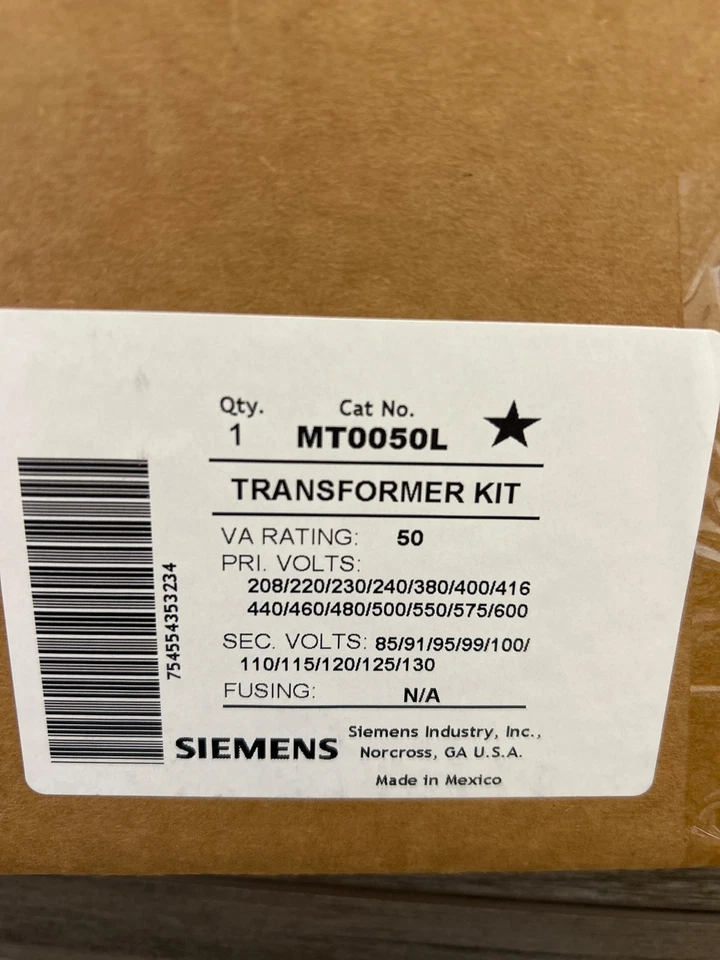 Qty.
1
Cat No.
MT0050L
TRANSFORMER KIT
VA RATING: 50
PRI. VOLTS:
208/220/230/240/380/400/416
440/460/480/500/550/575/600
SEC. VOLTS: 85/91/95/99/100/
110/115/120/125/130
FUSING: N/A
754554353234
SIEMENS
Siemens Industry, Inc.,
Norcross, GA U.S.A.
Made in Mexico